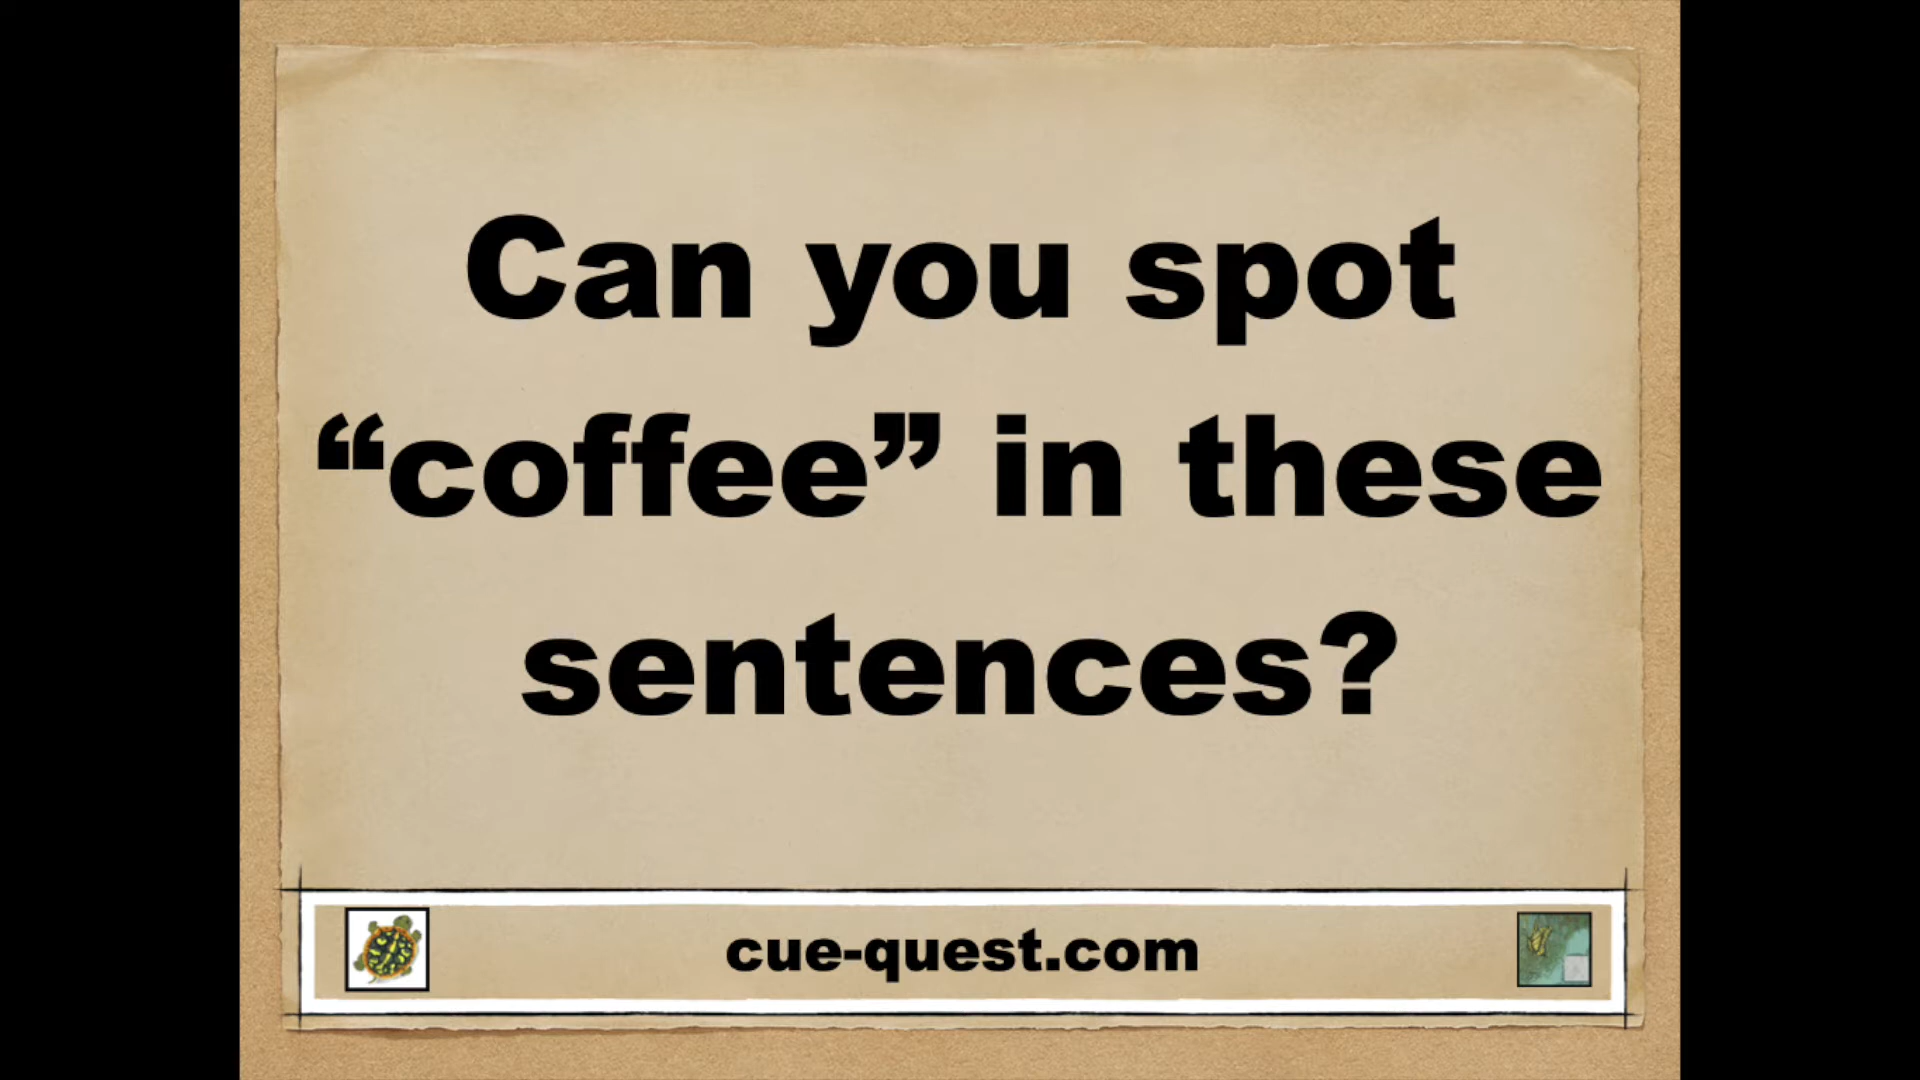 Can you spot
“coffee” in these
sentences?
cue-quest.com